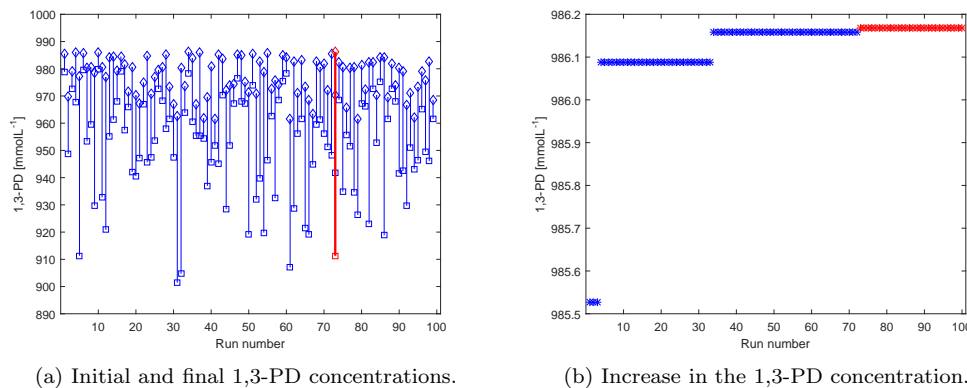 1000
990
980
970
960
950
940
930
920
910
900
890
1,3-PD [mmolL⁻¹]
10 20 30 40 50 60 70 80 90 100
Run number
(a) Initial and final 1,3-PD concentrations.
986.2
986.1
986.0
985.9
985.8
985.7
985.6
985.5
1,3-PD [mmolL⁻¹]
10 20 30 40 50 60 70 80 90 100
Run number
(b) Increase in the 1,3-PD concentration.